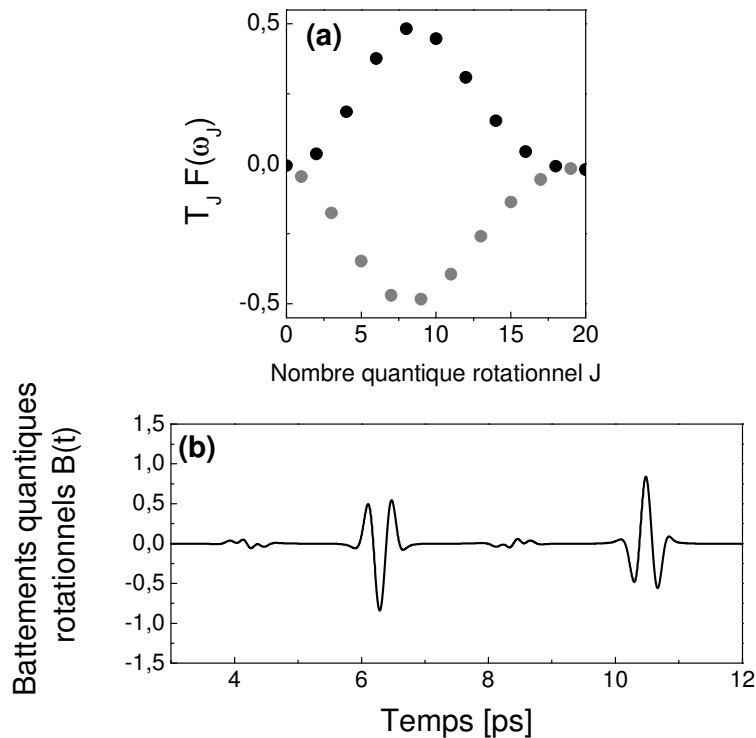 (a)
0,5
0,0
-0,5
T_J F(ω_J)
0 5 10 15 20
Nombre quantique rotationnel J
(b)
1,5
1,0
0,5
0,0
-0,5
-1,0
-1,5
Battements quantiques
rotationnels B(t)
4 6 8 10 12
Temps [ps]